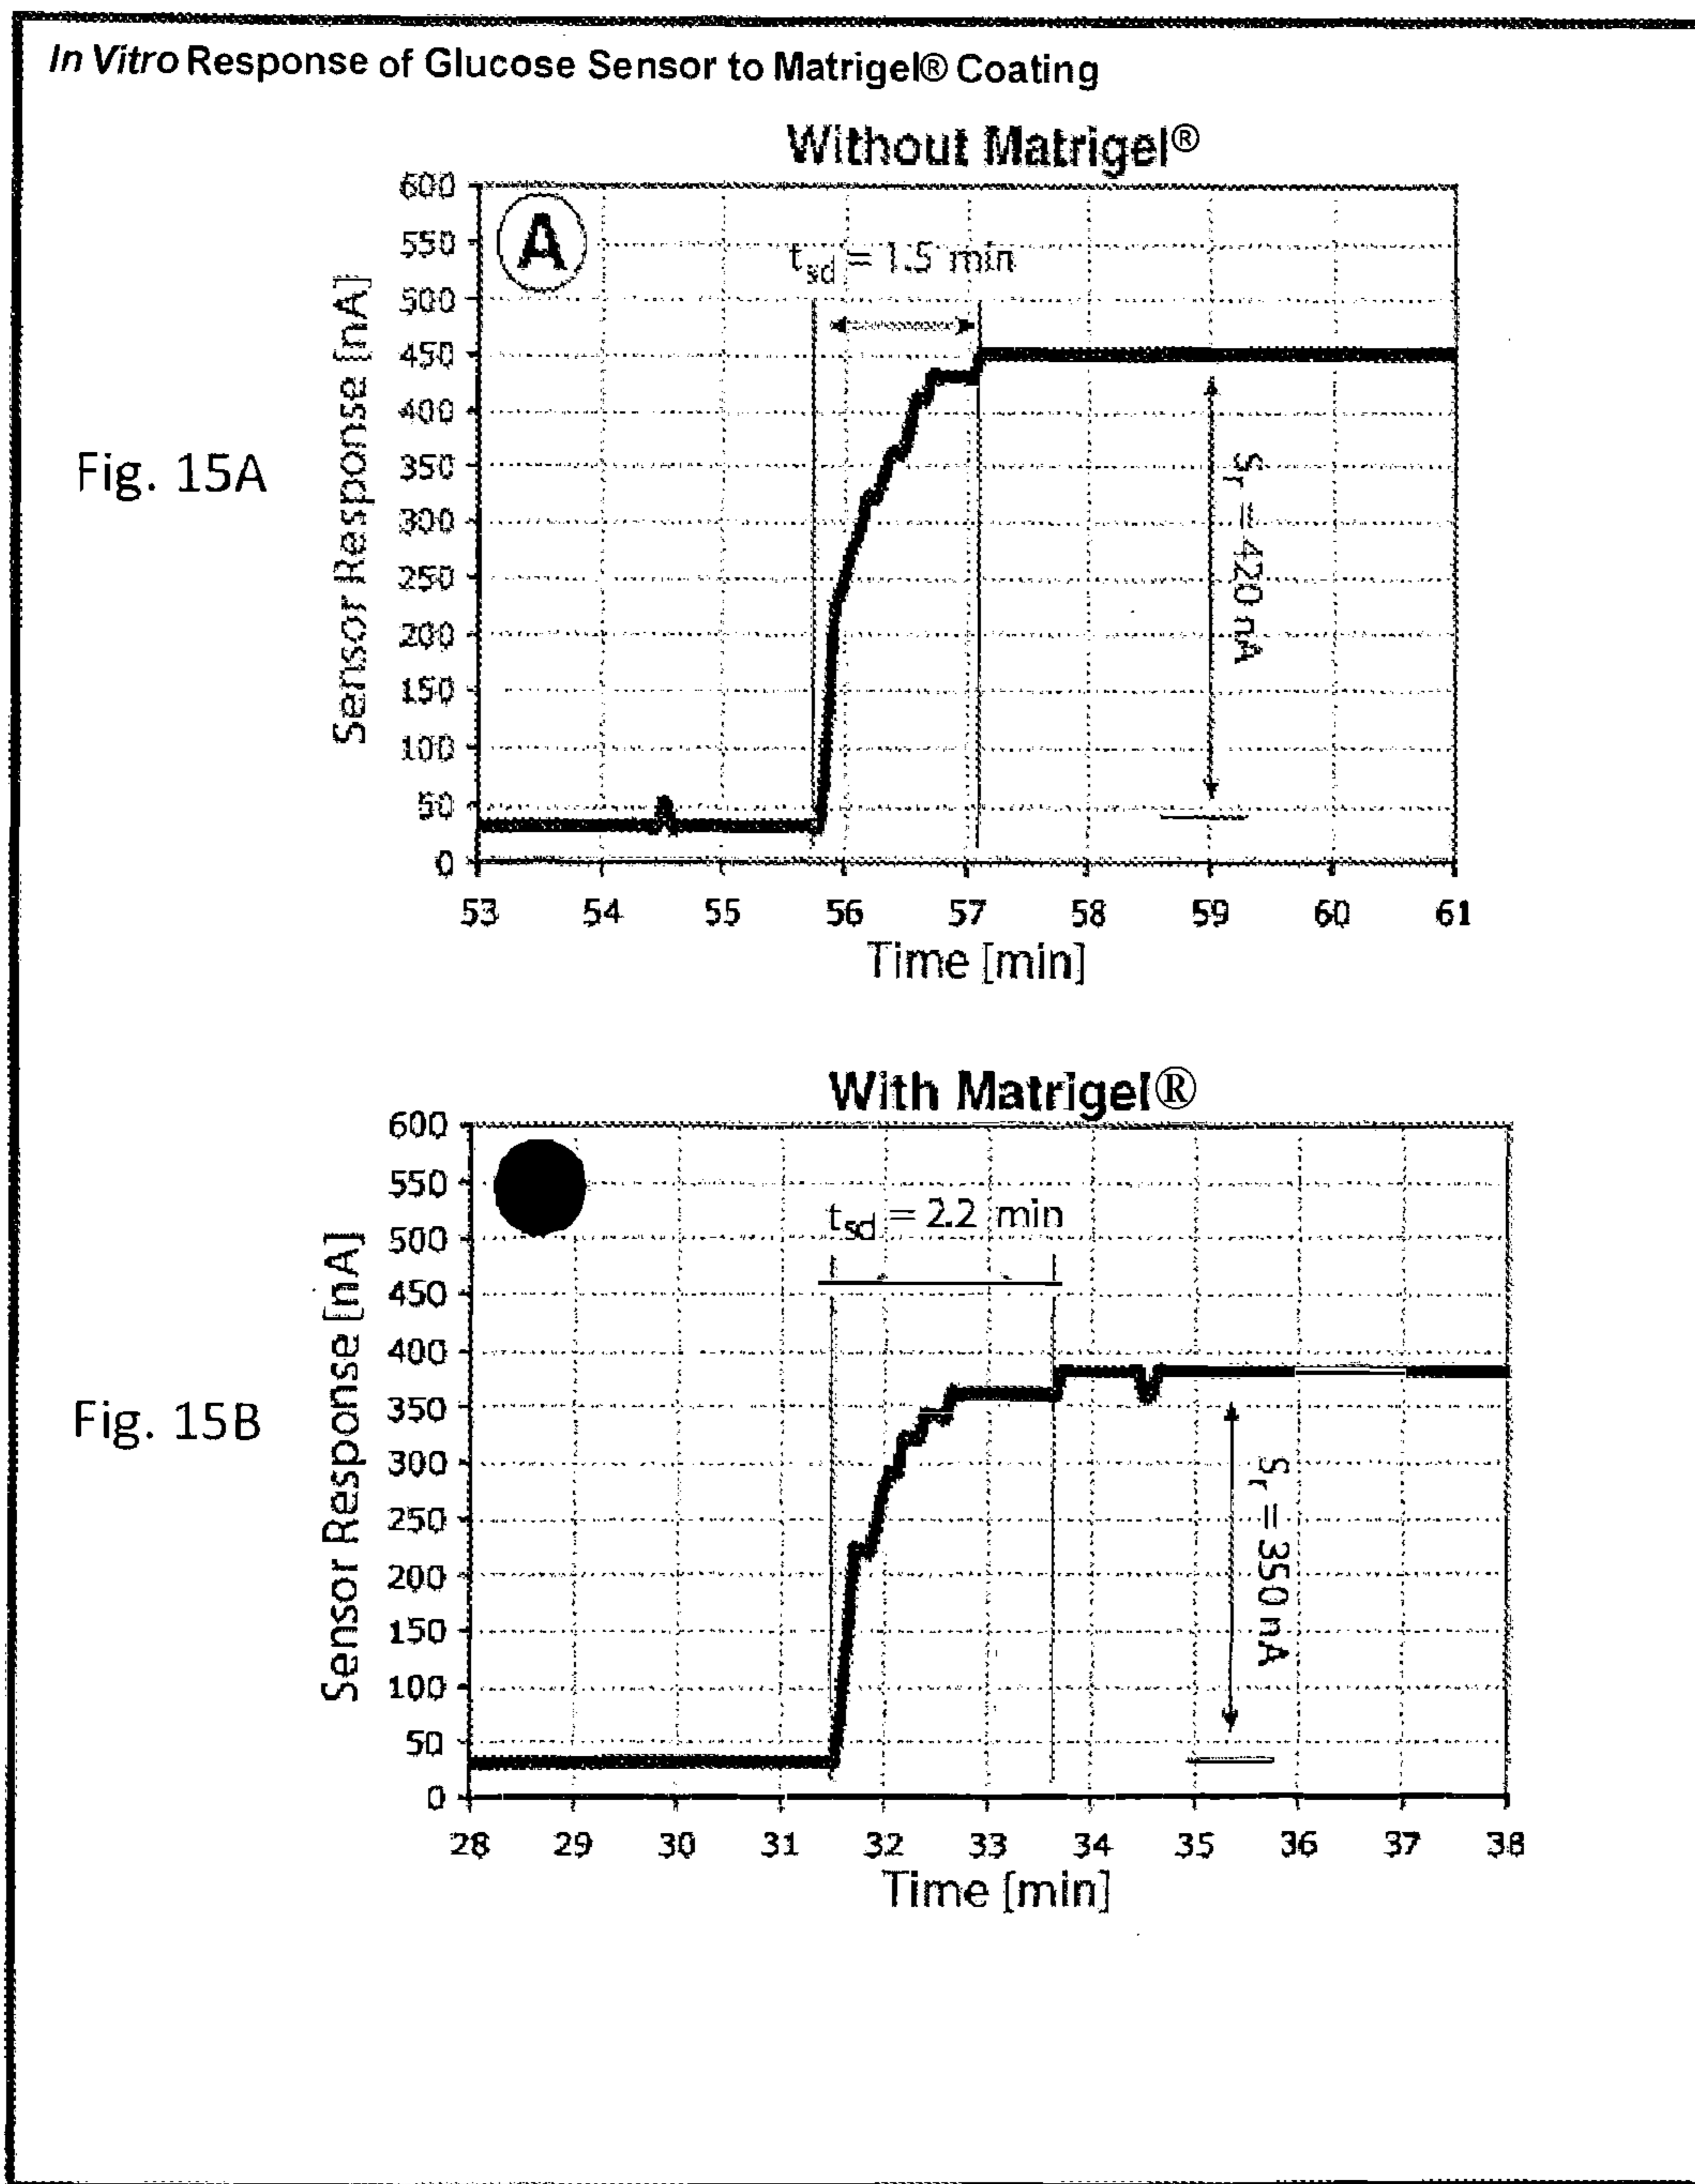 In Vitro Response of Glucose Sensor to Matrigel® Coating
Without Matrigel®
A
Fig. 15A
Sensor Response [nA]
600
550
500
450
400
350
300
250
200
150
100
50
0
t_sd = 1.5 min
S_r = 420 nA
53 54 55 56 57 58 59 60 61
Time [min]
With Matrigel®
Fig. 15B
Sensor Response [nA]
600
550
500
450
400
350
300
250
200
150
100
50
0
t_sd = 2.2 min
S_r = 350 nA
28 29 30 31 32 33 34 35 36 37 38
Time [min]